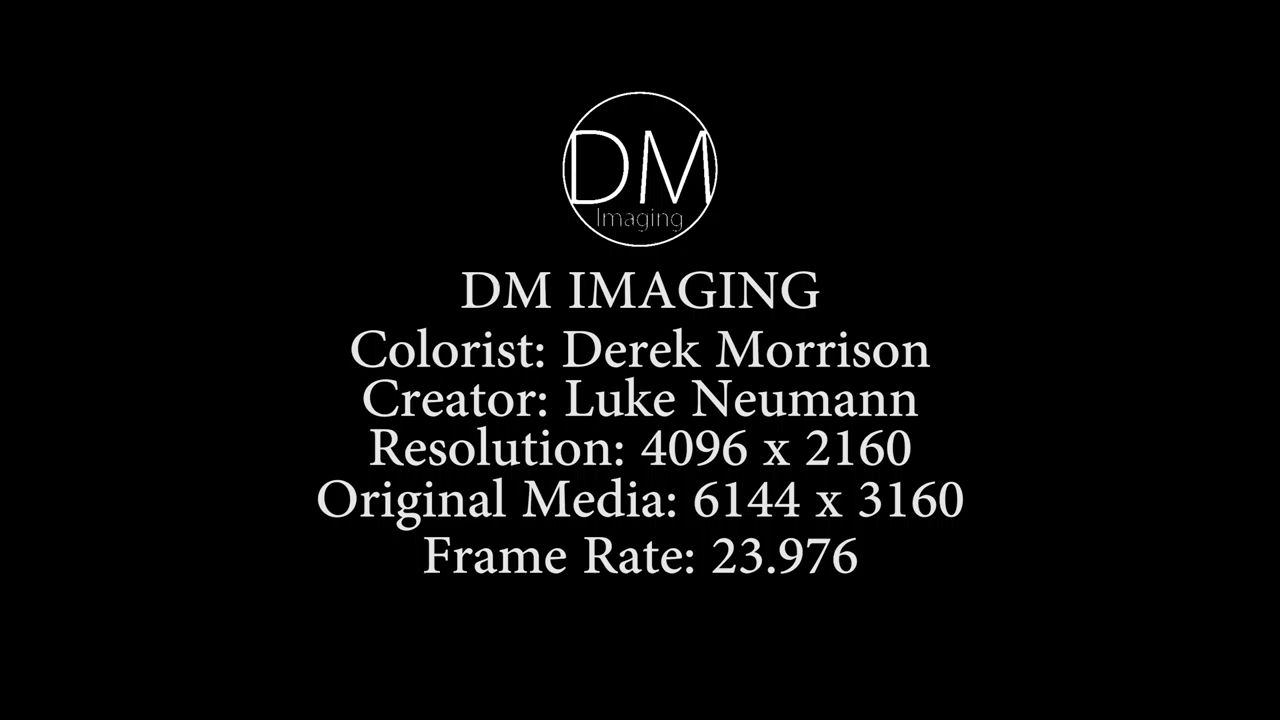 DM
Imaging
DM IMAGING
Colorist: Derek Morrison
Creator: Luke Neumann
Resolution: 4096 x 2160
Original Media: 6144 x 3160
Frame Rate: 23.976